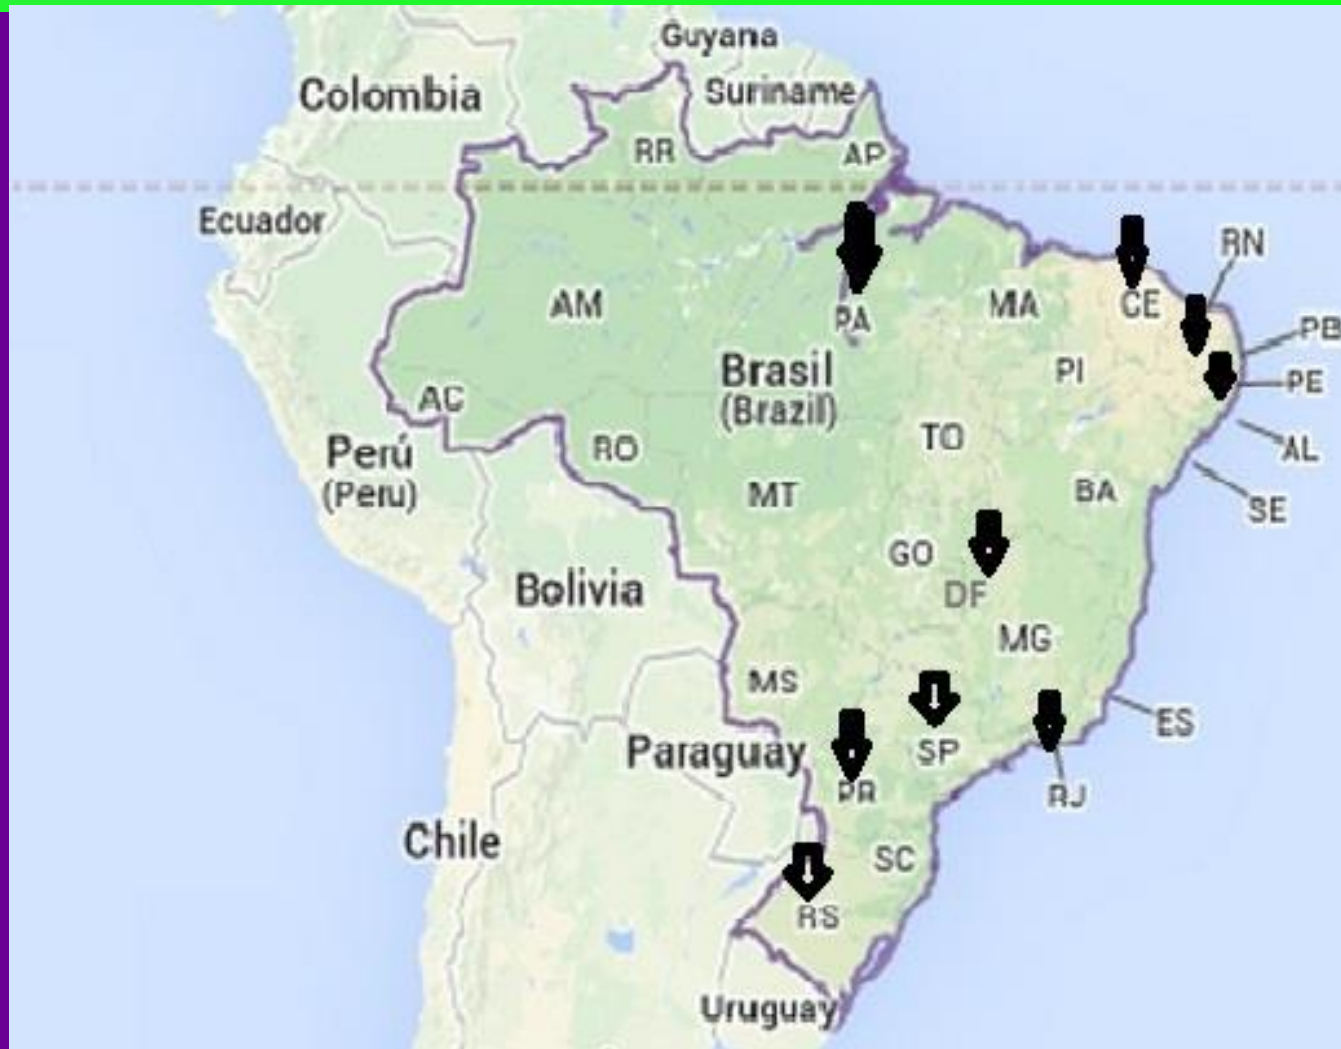 Guyana
Colombia
Suriname
RR
AP
Ecuador
RN
AM
PA
MA
CE
PB
Brasil
(Brazil)
PI
PE
AC
TO
RO
AL
Perú
(Peru)
MT
BA
SE
GO
Bolivia
DF
MG
MS
ES
Paraguay
SP
PR
RJ
Chile
SC
RS
Uruguay